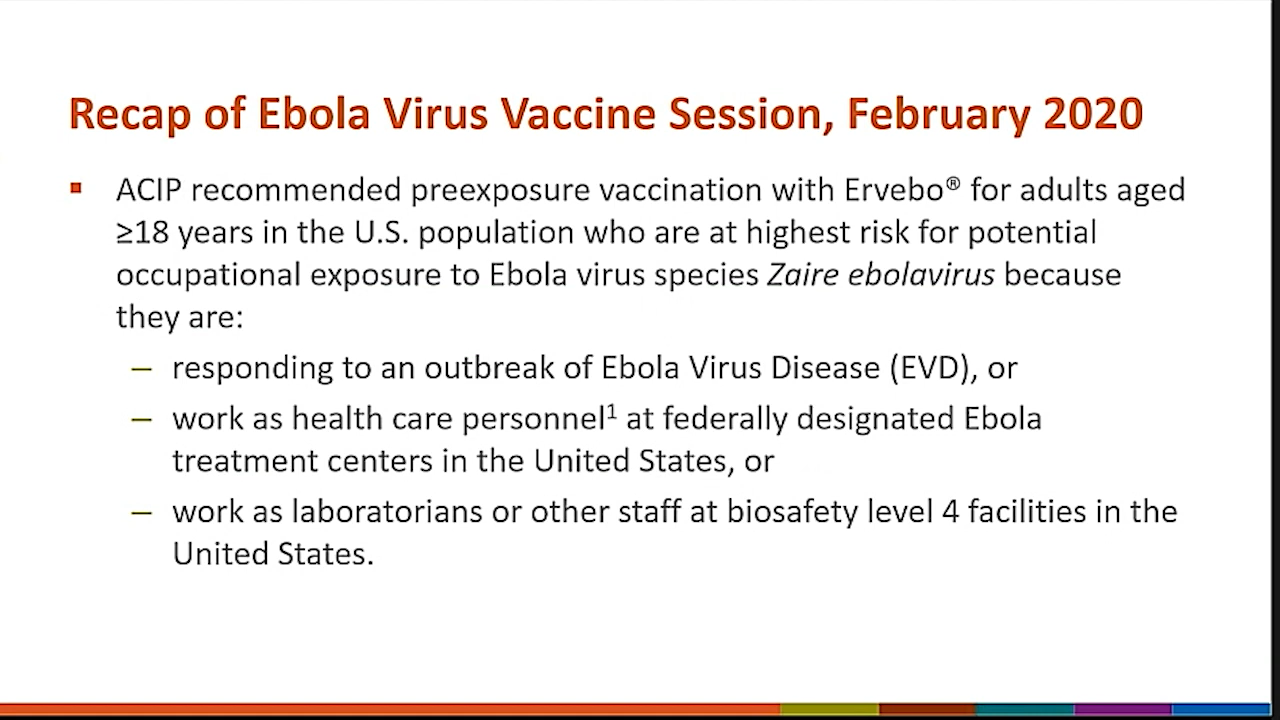 Recap of Ebola Virus Vaccine Session, February 2020
▪ ACIP recommended preexposure vaccination with Ervebo® for adults aged
≥18 years in the U.S. population who are at highest risk for potential
occupational exposure to Ebola virus species Zaire ebolavirus because
they are:
– responding to an outbreak of Ebola Virus Disease (EVD), or
– work as health care personnel¹ at federally designated Ebola
treatment centers in the United States, or
– work as laboratorians or other staff at biosafety level 4 facilities in the
United States.